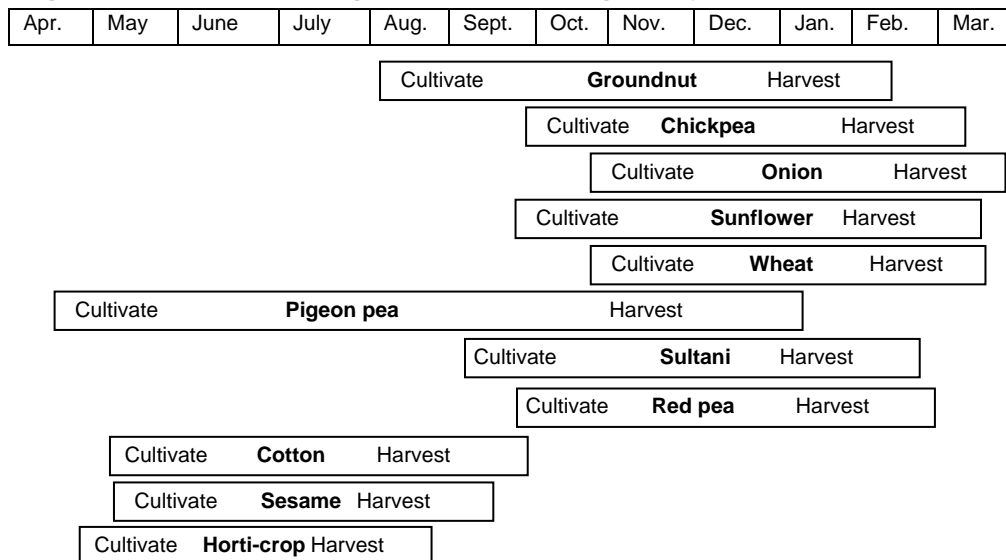 Apr. May June July Aug. Sept. Oct. Nov. Dec. Jan. Feb. Mar.
Cultivate Groundnut Harvest
Cultivate Chickpea Harvest
Cultivate Onion Harvest
Cultivate Sunflower Harvest
Cultivate Wheat Harvest
Cultivate Pigeon pea Harvest
Cultivate Sultani Harvest
Cultivate Red pea Harvest
Cultivate Cotton Harvest
Cultivate Sesame Harvest
Cultivate Horti-crop Harvest